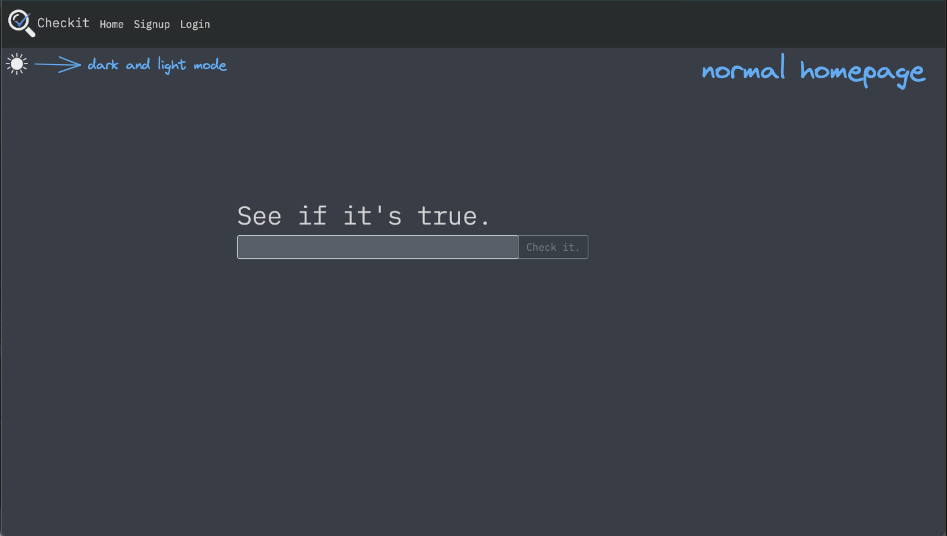 Checkit Home Signup Login
dark and light mode
normal homepage
See if it's true.
Check it.